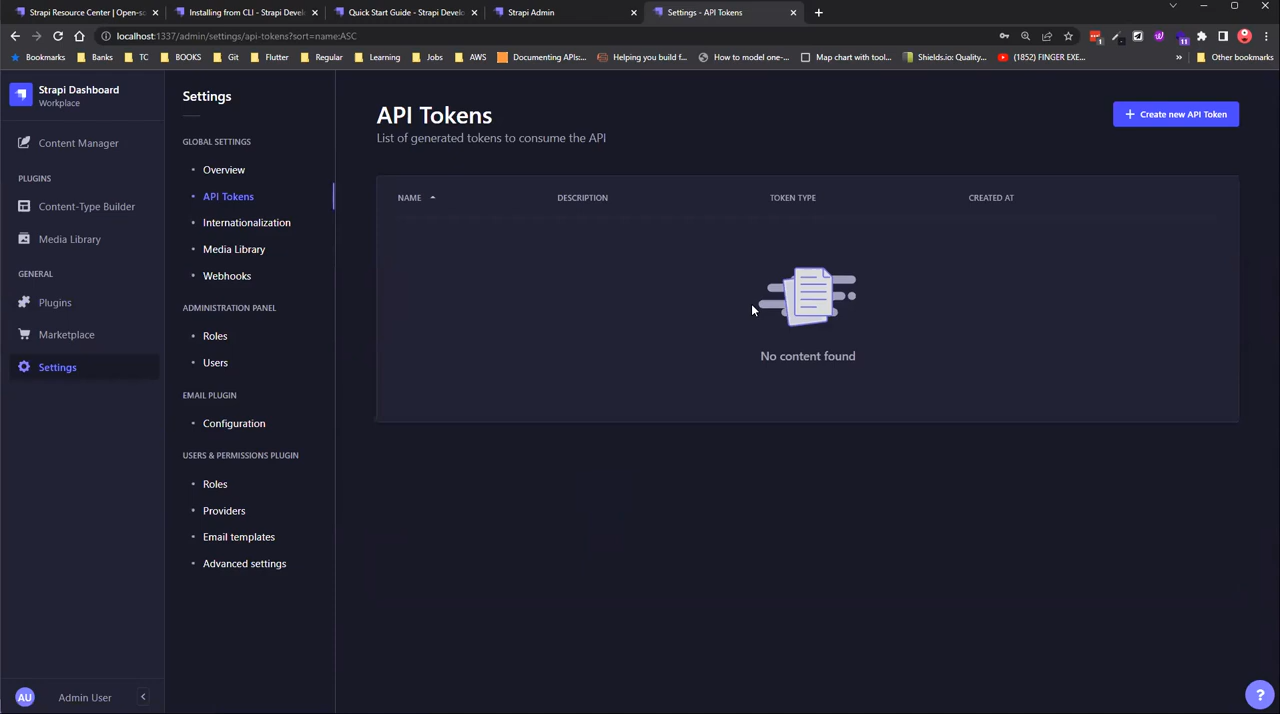 Strapi Resource Center | Open-so
Installing from CLI - Strapi Devel
Quick Start Guide - Strapi Develo
Strapi Admin
Settings - API Tokens
localhost:1337/admin/settings/api-tokens?sort=name:ASC
Bookmarks
Banks
TC
BOOKS
Git
Flutter
Regular
Learning
Jobs
AWS
Documenting APIs:...
Helping you build f...
How to model one-...
Map chart with tool...
Shields.io: Quality...
(1852) FINGER EXE...
»
Other bookmarks
Strapi Dashboard
Workplace
Content Manager
PLUGINS
Content-Type Builder
Media Library
GENERAL
Plugins
Marketplace
Settings
AU
Admin User
Settings
GLOBAL SETTINGS
Overview
API Tokens
Internationalization
Media Library
Webhooks
ADMINISTRATION PANEL
Roles
Users
EMAIL PLUGIN
Configuration
USERS & PERMISSIONS PLUGIN
Roles
Providers
Email templates
Advanced settings
API Tokens
List of generated tokens to consume the API
Create new API Token
NAME DESCRIPTION TOKEN TYPE CREATED AT
No content found
?